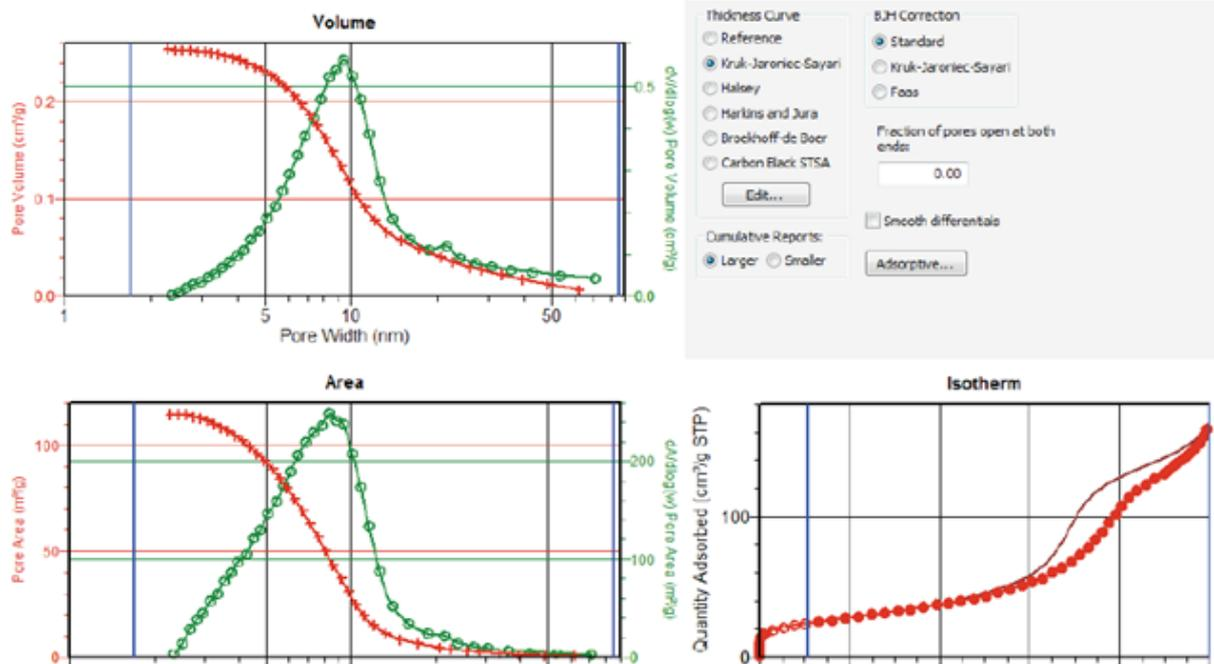 Volume
Pore Volume (cm³/g)
0.2
0.1
0.0
0.5
0.0
dV/dlog(w) Pore Volume (cm³/g)
1
5
10
50
Pore Width (nm)
Thickness Curve
Reference
Kruk-Jaroniec-Sayari
Halsey
Harkins and Jura
Broekhoff-de Boer
Carbon Black STSA
Edit...
Cumulative Reports:
Larger
Smaller
BJH Correction
Standard
Kruk-Jaroniec-Sayari
Faas
Fraction of pores open at both
ends:
0.00
Smooth differentials
Adsorptive...
Area
Pore Area (m²/g)
100
50
0
200
100
0
dA/dlog(w) Pore Area (m²/g)
Isotherm
Quantity Adsorbed (cm³/g STP)
100
0